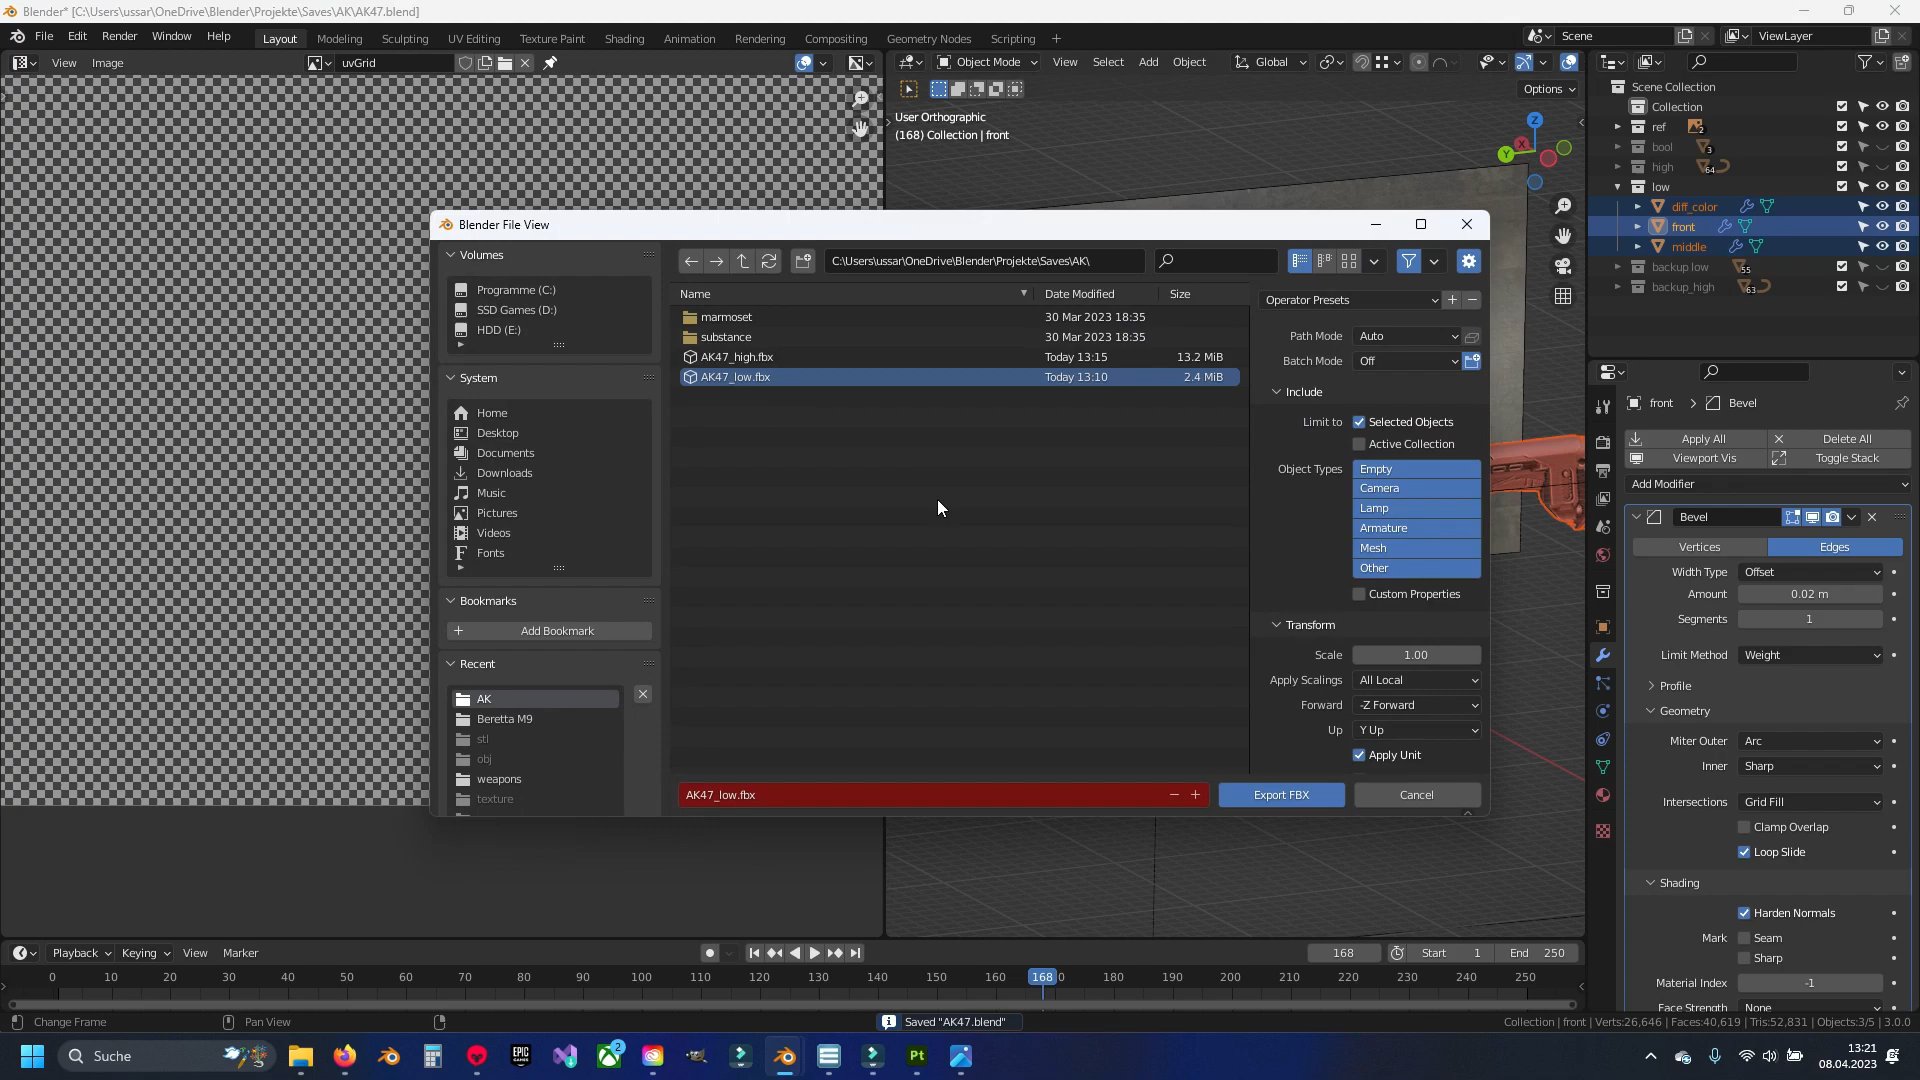 Blender* [C:\Users\ussar\OneDrive\Blender\Projekte\Saves\AK\AK47.blend]
File Edit Render Window Help Layout Modeling Sculpting UV Editing Texture Paint Shading Animation Rendering Compositing Geometry Nodes Scripting + Scene ViewLayer
View Image uvGrid Object Mode View Select Add Object Global
Options
User Orthographic
(168) Collection | front
Z
X
Y
Scene Collection
Collection
ref 2
bool 3
high 64
low
diff_color
front
middle
backup low 55
backup_high 63
Blender File View
Volumes
Programme (C:)
SSD Games (D:)
HDD (E:)
System
Home
Desktop
Documents
Downloads
Music
Pictures
Videos
Fonts
Bookmarks
Add Bookmark
Recent
AK
Beretta M9
stl
obj
weapons
texture
C:\Users\ussar\OneDrive\Blender\Projekte\Saves\AK\
Name Date Modified Size
marmoset 30 Mar 2023 18:35
substance 30 Mar 2023 18:35
AK47_high.fbx Today 13:15 13.2 MiB
AK47_low.fbx Today 13:10 2.4 MiB
AK47_low.fbx
Export FBX Cancel
Operator Presets
Path Mode Auto
Batch Mode Off
Include
Limit to Selected Objects
Active Collection
Object Types Empty
Camera
Lamp
Armature
Mesh
Other
Custom Properties
Transform
Scale 1.00
Apply Scalings All Local
Forward -Z Forward
Up Y Up
Apply Unit
front Bevel
Apply All Delete All
Viewport Vis Toggle Stack
Add Modifier
Bevel
Vertices Edges
Width Type Offset
Amount 0.02 m
Segments 1
Limit Method Weight
Profile
Geometry
Miter Outer Arc
Inner Sharp
Intersections Grid Fill
Clamp Overlap
Loop Slide
Shading
Harden Normals
Mark Seam
Sharp
Material Index -1
Face Strength None
Playback Keying View Marker 168 Start 1 End 250
0 10 20 30 40 50 60 70 80 90 100 110 120 130 140 150 160 168 0 180 190 200 210 220 230 240 250
Change Frame Pan View Saved "AK47.blend" Collection | front | Verts:26,646 | Faces:40,619 | Tris:52,831 | Objects:3/5 | 3.0.0
Suche EPIC GAMES 2 Pt
13:21
08.04.2023